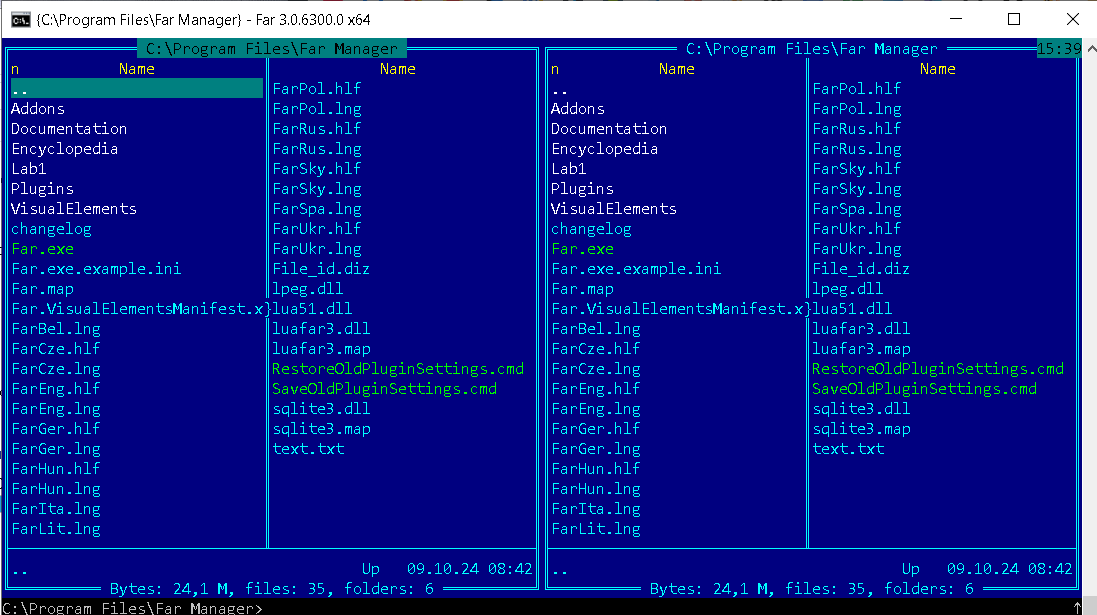 {C:\Program Files\Far Manager} - Far 3.0.6300.0 x64
C:\Program Files\Far Manager C:\Program Files\Far Manager 15:39
n Name Name n Name Name
.. FarPol.hlf .. FarPol.hlf
Addons FarPol.lng Addons FarPol.lng
Documentation FarRus.hlf Documentation FarRus.hlf
Encyclopedia FarRus.lng Encyclopedia FarRus.lng
Lab1 FarSky.hlf Lab1 FarSky.hlf
Plugins FarSky.lng Plugins FarSky.lng
VisualElements FarSpa.lng VisualElements FarSpa.lng
changelog FarUkr.hlf changelog FarUkr.hlf
Far.exe FarUkr.lng Far.exe FarUkr.lng
Far.exe.example.ini File_id.diz Far.exe.example.ini File_id.diz
Far.map lpeg.dll Far.map lpeg.dll
Far.VisualElementsManifest.x}lua51.dll Far.VisualElementsManifest.x}lua51.dll
FarBel.lng luafar3.dll FarBel.lng luafar3.dll
FarCze.hlf luafar3.map FarCze.hlf luafar3.map
FarCze.lng RestoreOldPluginSettings.cmd FarCze.lng RestoreOldPluginSettings.cmd
FarEng.hlf SaveOldPluginSettings.cmd FarEng.hlf SaveOldPluginSettings.cmd
FarEng.lng sqlite3.dll FarEng.lng sqlite3.dll
FarGer.hlf sqlite3.map FarGer.hlf sqlite3.map
FarGer.lng text.txt FarGer.lng text.txt
FarHun.hlf FarHun.hlf
FarHun.lng FarHun.lng
FarIta.lng FarIta.lng
FarLit.lng FarLit.lng
.. Up 09.10.24 08:42 .. Up 09.10.24 08:42
Bytes: 24,1 M, files: 35, folders: 6 Bytes: 24,1 M, files: 35, folders: 6
C:\Program Files\Far Manager> ↑